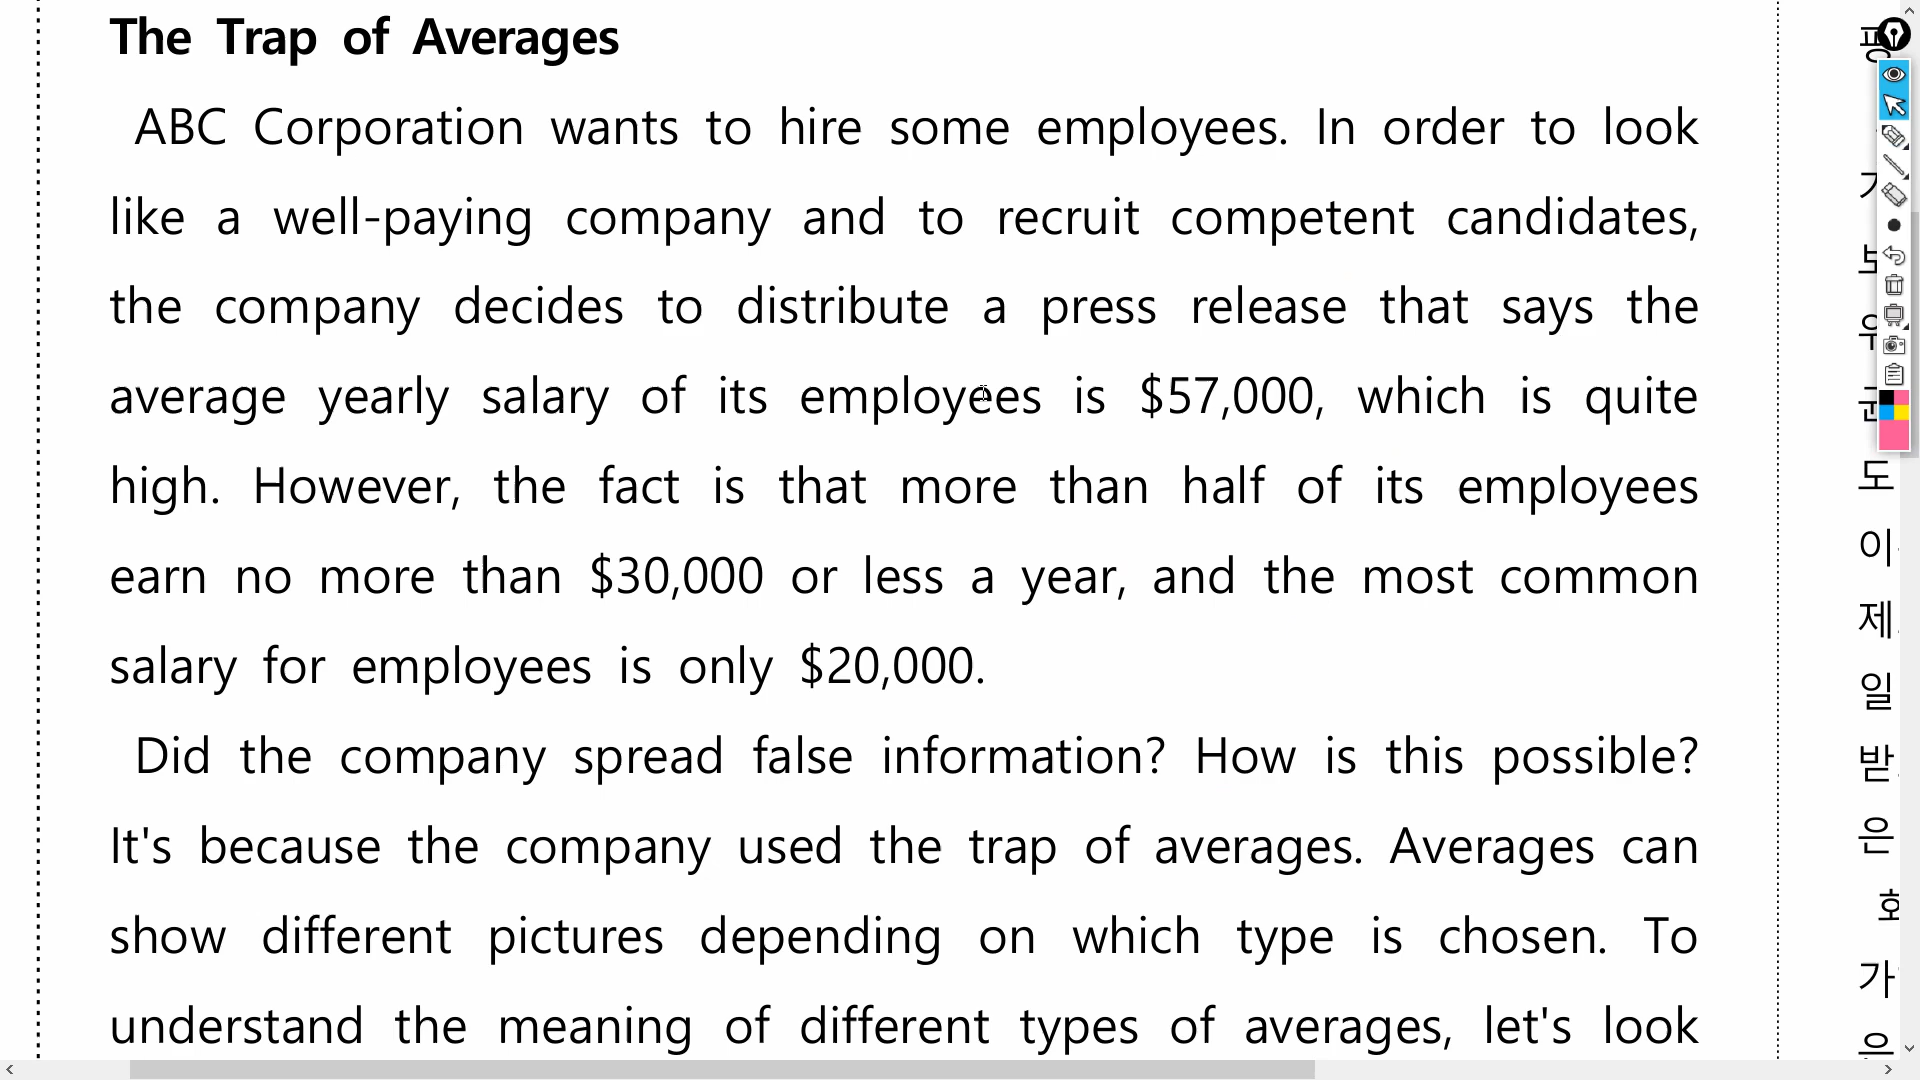 The Trap of Averages
ABC Corporation wants to hire some employees. In order to look
like a well-paying company and to recruit competent candidates,
the company decides to distribute a press release that says the
average yearly salary of its employees is $57,000, which is quite
high. However, the fact is that more than half of its employees
earn no more than $30,000 or less a year, and the most common
salary for employees is only $20,000.
Did the company spread false information? How is this possible?
It's because the company used the trap of averages. Averages can
show different pictures depending on which type is chosen. To
understand the meaning of different types of averages, let's look
도
이
제
일
받
은
가